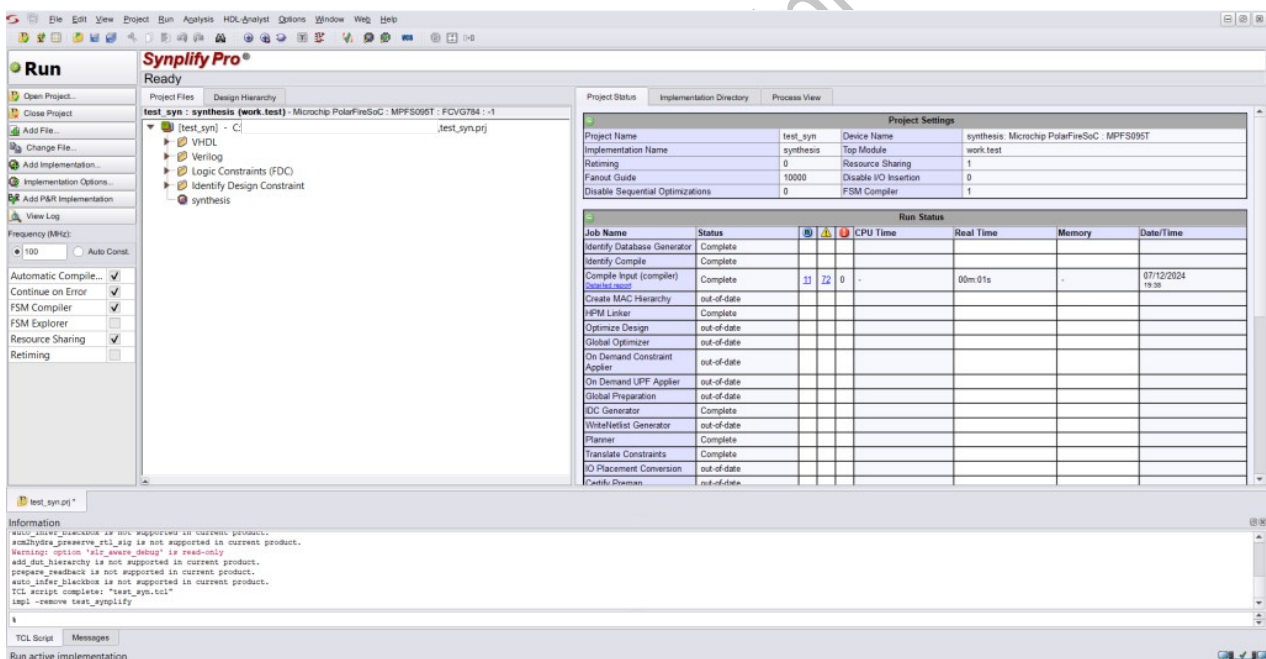 File Edit View Project Run Analysis HDL-Analyst Options Window Web Help
Run
Synplify Pro®
Ready
Open Project...
Close Project
Add File...
Change File...
Add Implementation...
Implementation Options...
Add P&R Implementation
View Log
Frequency (MHz):
100 Auto Const.
Automatic Compile...
Continue on Error
FSM Compiler
FSM Explorer
Resource Sharing
Retiming
Project Files Design Hierarchy
test_syn : synthesis (work.test) - Microchip PolarFireSoC : MPFS095T : FCVG784 : -1
[test_syn] - C: test_syn.prj
VHDL
Verilog
Logic Constraints (FDC)
Identify Design Constraint
synthesis
Project Status Implementation Directory Process View
Project Settings
Project Name test_syn Device Name synthesis: Microchip PolarFireSoC : MPFS095T
Implementation Name synthesis Top Module work.test
Retiming 0 Resource Sharing 1
Fanout Guide 10000 Disable I/O Insertion 0
Disable Sequential Optimizations 0 FSM Compiler 1
Run Status
Job Name Status CPU Time Real Time Memory Date/Time
Identify Database Generator Complete
Identify Compile Complete
Compile Input (compiler) Complete 11 72 0 - 00m:01s - 07/12/2024
Detailed report 19:38
Create MAC Hierarchy out-of-date
HPM Linker Complete
Optimize Design out-of-date
Global Optimizer out-of-date
On Demand Constraint
Applier out-of-date
On Demand UPF Applier out-of-date
Global Preparation out-of-date
IDC Generator Complete
WriteNetlist Generator out-of-date
Planner Complete
Translate Constraints Complete
IO Placement Conversion out-of-date
Certify Preman out-of-date
test_syn.prj *
Information
auto_infer_blackbox is not supported in current product.
scm2hydra_preserve_rtl_sig is not supported in current product.
Warning: option 'slr_aware_debug' is read-only
add_dut_hierarchy is not supported in current product.
prepare_readback is not supported in current product.
auto_infer_blackbox is not supported in current product.
TCL script complete: "test_syn.tcl"
impl -remove test_synplify
%
TCL Script Messages
Run active implementation